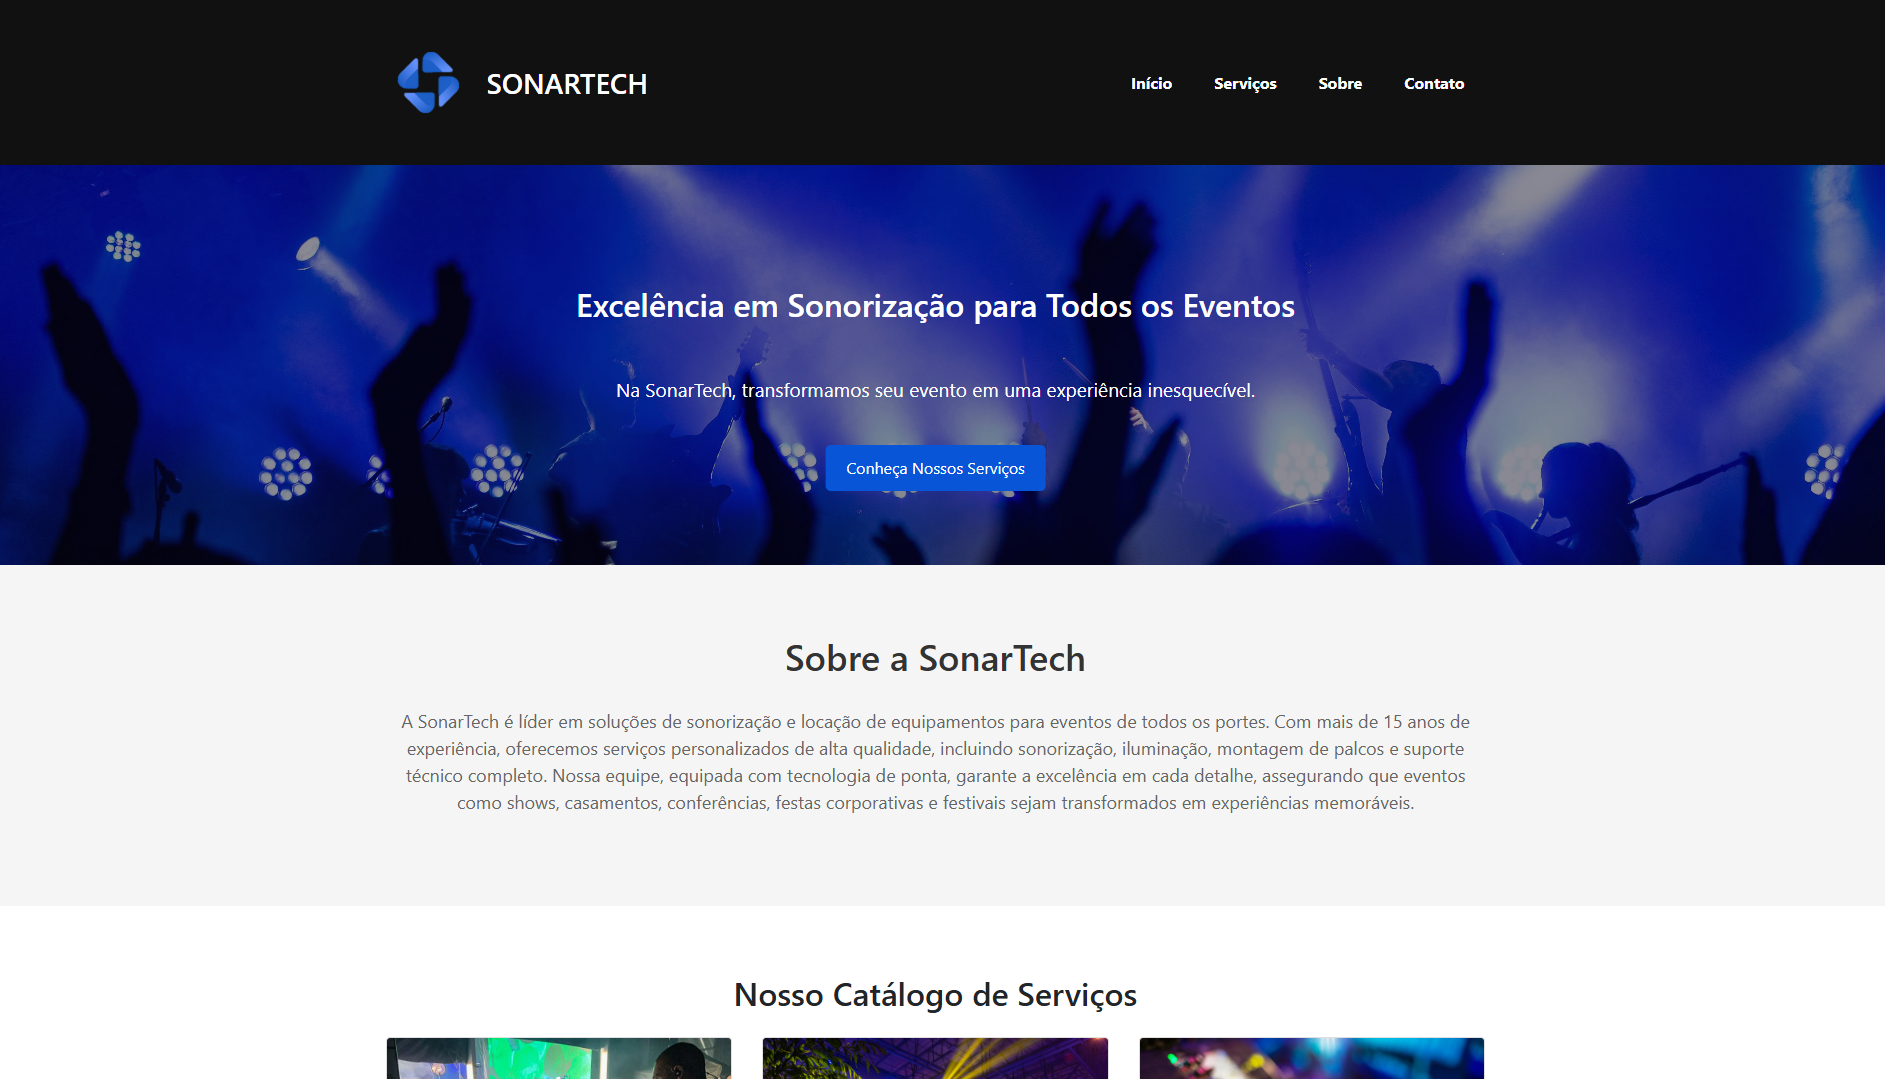 SONARTECH
Início Serviços Sobre Contato
Excelência em Sonorização para Todos os Eventos
Na SonarTech, transformamos seu evento em uma experiência inesquecível.
Conheça Nossos Serviços
Sobre a SonarTech
A SonarTech é líder em soluções de sonorização e locação de equipamentos para eventos de todos os portes. Com mais de 15 anos de
experiência, oferecemos serviços personalizados de alta qualidade, incluindo sonorização, iluminação, montagem de palcos e suporte
técnico completo. Nossa equipe, equipada com tecnologia de ponta, garante a excelência em cada detalhe, assegurando que eventos
como shows, casamentos, conferências, festas corporativas e festivais sejam transformados em experiências memoráveis.
Nosso Catálogo de Serviços